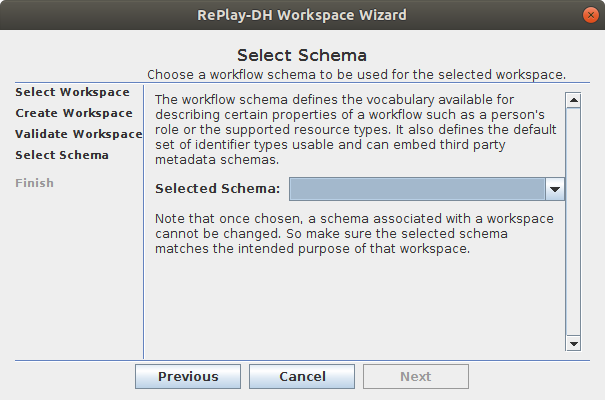 RePlay-DH Workspace Wizard
Select Schema
Choose a workflow schema to be used for the selected workspace.
Select Workspace
Create Workspace
Validate Workspace
Select Schema
Finish
The workflow schema defines the vocabulary available for
describing certain properties of a workflow such as a person's
role or the supported resource types. It also defines the default
set of identifier types usable and can embed third party
metadata schemas.
Selected Schema:
Note that once chosen, a schema associated with a workspace
cannot be changed. So make sure the selected schema
matches the intended purpose of that workspace.
Previous
Cancel
Next